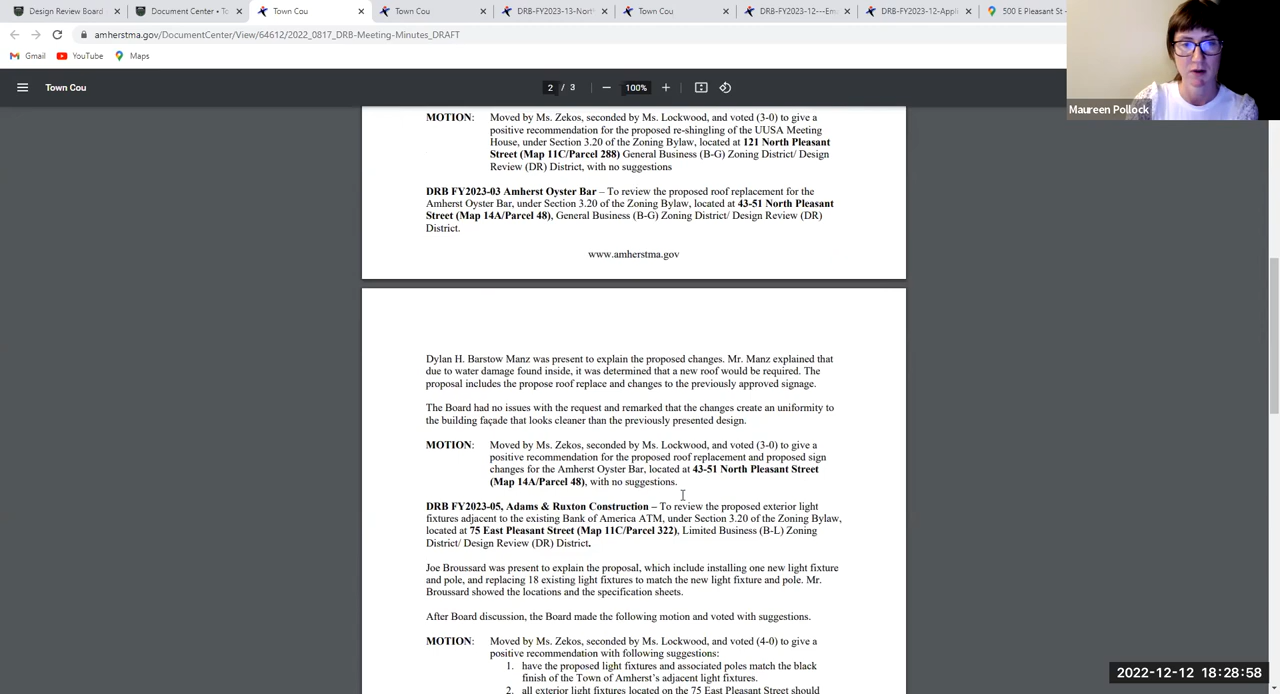 Design Review Board
Document Center • To
Town Cou
Town Cou
DRB-FY2023-13-Nort
Town Cou
DRB-FY2023-12---Em
DRB-FY2023-12-Appli
500 E Pleasant St -
amherstma.gov/DocumentCenter/View/64612/2022_0817_DRB-Meeting-Minutes_DRAFT
Gmail
YouTube
Maps
Town Cou
2 / 3
100%
Maureen Pollock
MOTION: Moved by Ms. Zekos, seconded by Ms. Lockwood, and voted (3-0) to give a
positive recommendation for the proposed re-shingling of the UUSA Meeting
House, under Section 3.20 of the Zoning Bylaw, located at 121 North Pleasant
Street (Map 11C/Parcel 288) General Business (B-G) Zoning District/ Design
Review (DR) District, with no suggestions
DRB FY2023-03 Amherst Oyster Bar – To review the proposed roof replacement for the
Amherst Oyster Bar, under Section 3.20 of the Zoning Bylaw, located at 43-51 North Pleasant
Street (Map 14A/Parcel 48), General Business (B-G) Zoning District/ Design Review (DR)
District.
www.amherstma.gov
Dylan H. Barstow Manz was present to explain the proposed changes. Mr. Manz explained that
due to water damage found inside, it was determined that a new roof would be required. The
proposal includes the propose roof replace and changes to the previously approved signage.
The Board had no issues with the request and remarked that the changes create an uniformity to
the building façade that looks cleaner than the previously presented design.
MOTION: Moved by Ms. Zekos, seconded by Ms. Lockwood, and voted (3-0) to give a
positive recommendation for the proposed roof replacement and proposed sign
changes for the Amherst Oyster Bar, located at 43-51 North Pleasant Street
(Map 14A/Parcel 48), with no suggestions.
DRB FY2023-05, Adams & Ruxton Construction – To review the proposed exterior light
fixtures adjacent to the existing Bank of America ATM, under Section 3.20 of the Zoning Bylaw,
located at 75 East Pleasant Street (Map 11C/Parcel 322), Limited Business (B-L) Zoning
District/ Design Review (DR) District.
Joe Broussard was present to explain the proposal, which include installing one new light fixture
and pole, and replacing 18 existing light fixtures to match the new light fixture and pole. Mr.
Broussard showed the locations and the specification sheets.
After Board discussion, the Board made the following motion and voted with suggestions.
MOTION: Moved by Ms. Zekos, seconded by Ms. Lockwood, and voted (4-0) to give a
positive recommendation with following suggestions:
1. have the proposed light fixtures and associated poles match the black
finish of the Town of Amherst's adjacent light fixtures.
2. all exterior light fixtures located on the 75 East Pleasant Street should
2022-12-12 18:28:58